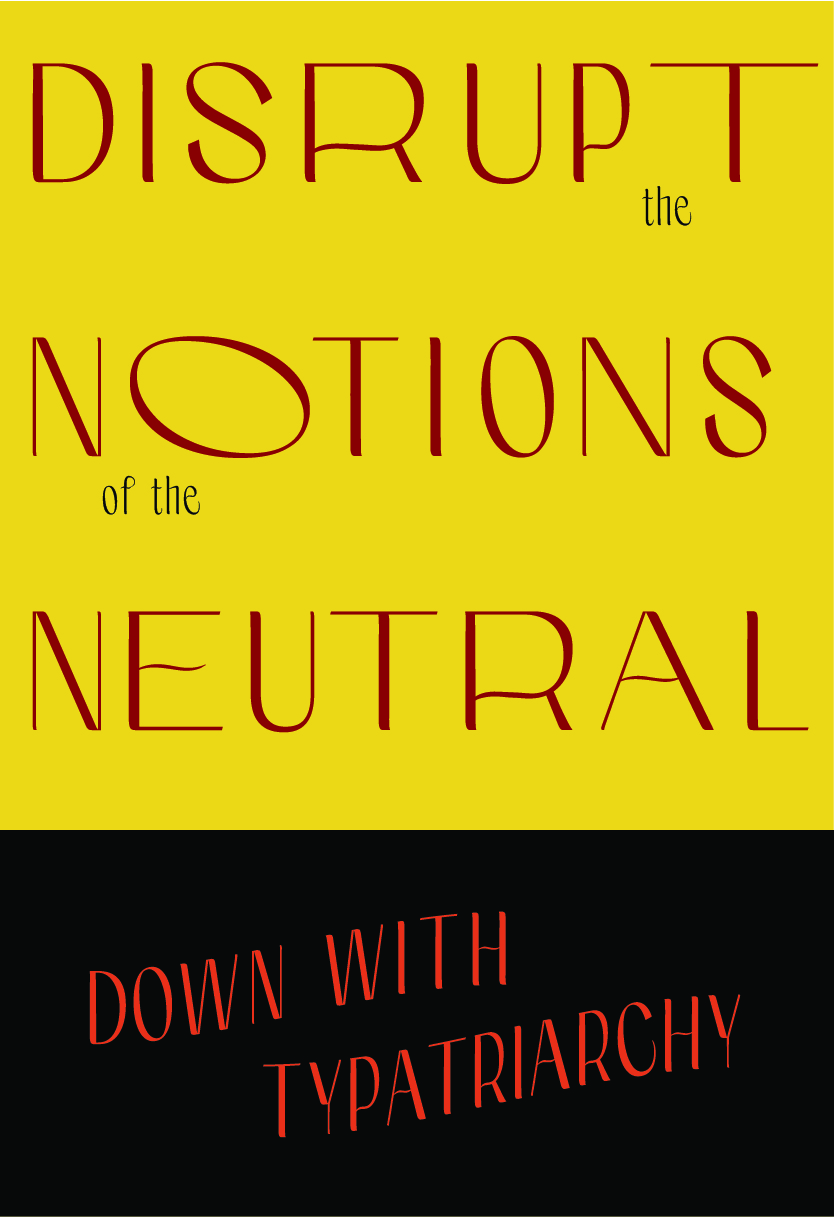 DISRUPT
the
NOTIONS
of the
NEUTRAL
DOWN WITH
TYPATRIARCHY